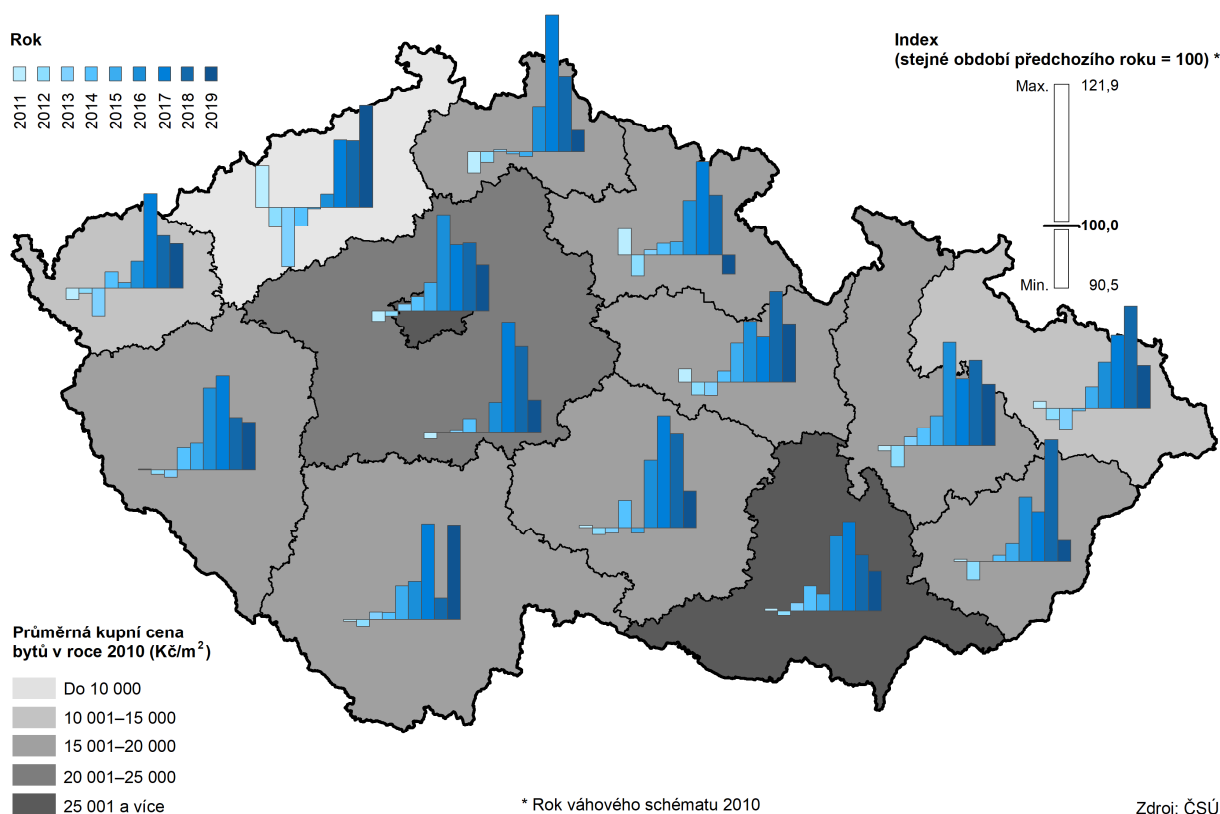 Rok
2011
2012
2013
2014
2015
2016
2017
2018
2019
Index
(stejné období předchozího roku = 100) *
Max. 121,9
100,0
Min. 90,5
Průměrná kupní cena
bytů v roce 2010 (Kč/m²)
Do 10 000
10 001–15 000
15 001–20 000
20 001–25 000
25 001 a více
* Rok váhového schématu 2010
Zdroj: ČSÚ